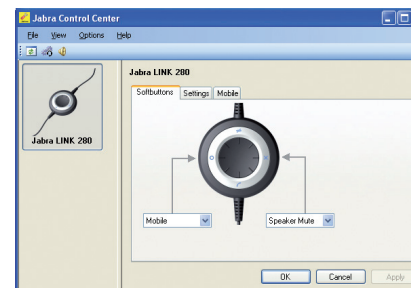 Jabra Control Center
File View Options Help
Jabra LINK 280
Jabra LINK 280
Softbuttons Settings Mobile
Mobile Speaker Mute
OK Cancel Apply